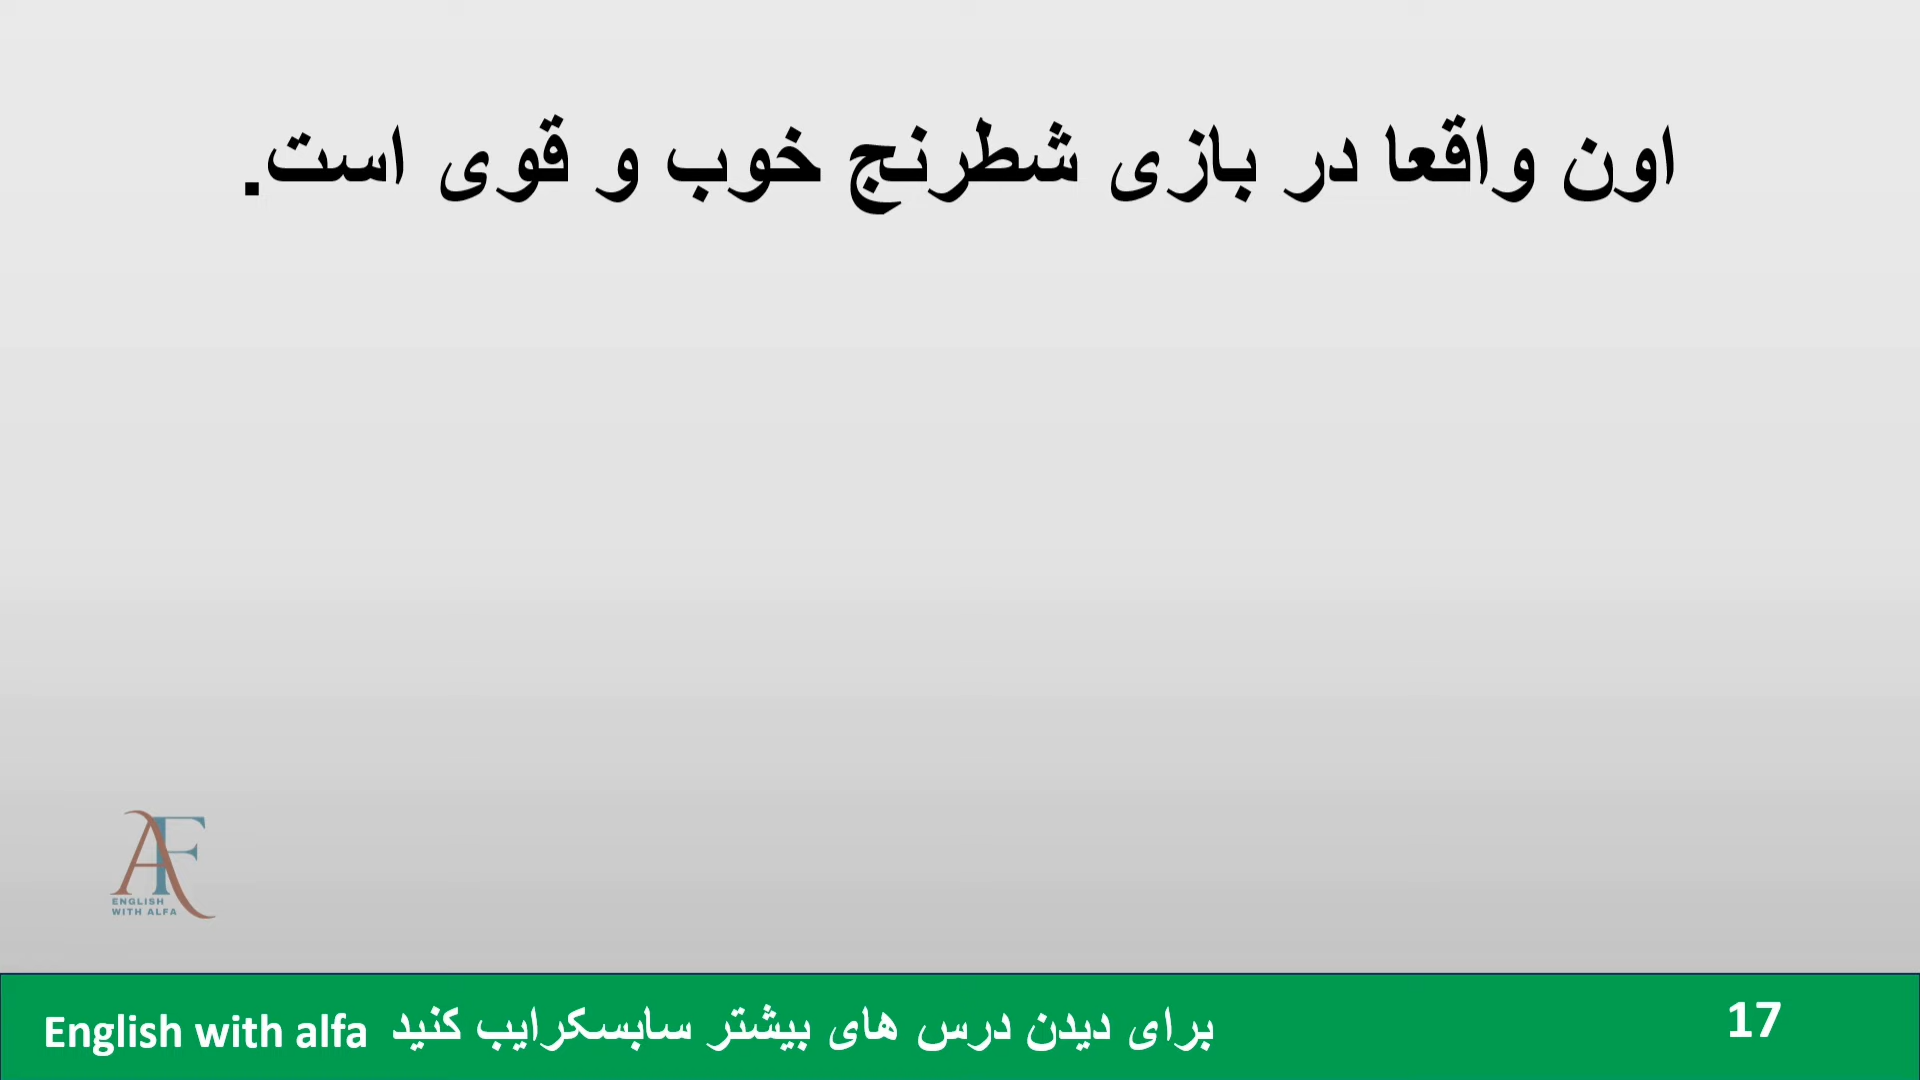 اون واقعا در بازی شطرنج خوب و قوی است.
AF
ENGLISH
WITH ALFA
English with alfa برای دیدن درس های بیشتر سابسکرایب کنید
17